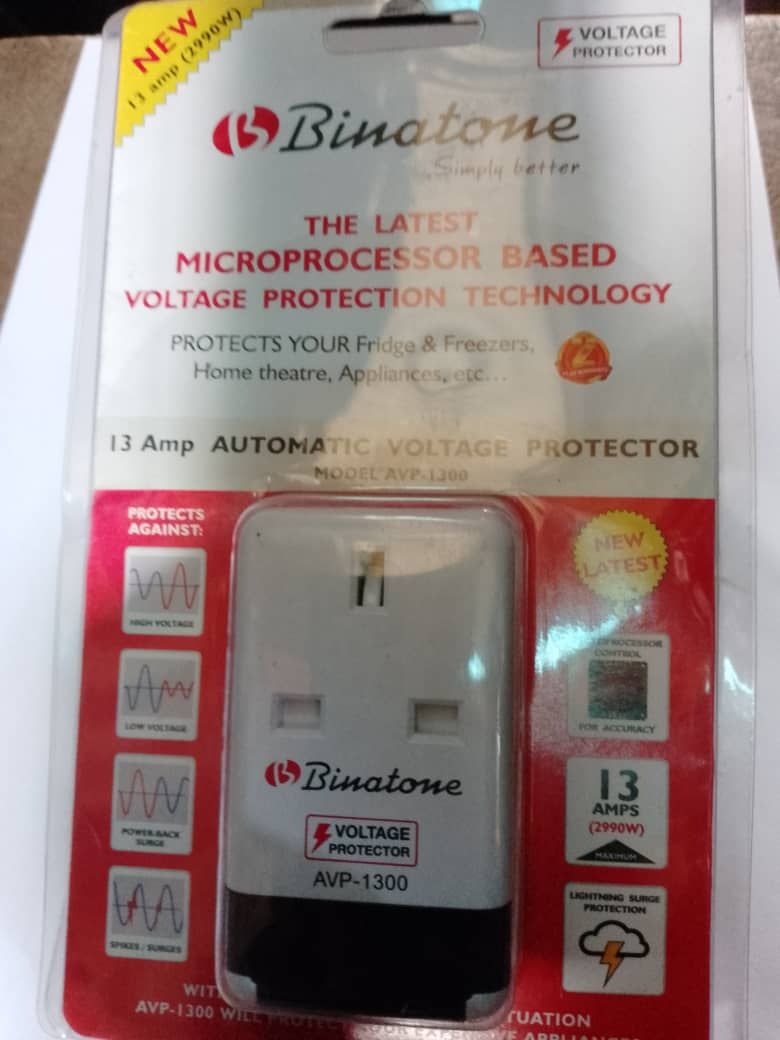 NEW
13 amp (2990W)
VOLTAGE
PROTECTOR
Binatone
Simply better
THE LATEST
MICROPROCESSOR BASED
VOLTAGE PROTECTION TECHNOLOGY
PROTECTS YOUR Fridge & Freezers,
Home theatre, Appliances, etc...
2
13 Amp AUTOMATIC VOLTAGE PROTECTOR
MODEL AVP-1300
PROTECTS
AGAINST:
HIGH VOLTAGE
LOW VOLTAGE
POWER-BACK
SURGE
SPIKES / SURGES
Binatone
VOLTAGE
PROTECTOR
AVP-1300
NEW
LATEST
CONTROL
FOR ACCURACY
13
AMPS
(2990W)
MAXIMUM
LIGHTNING SURGE
PROTECTION
AVP-1300 WILL